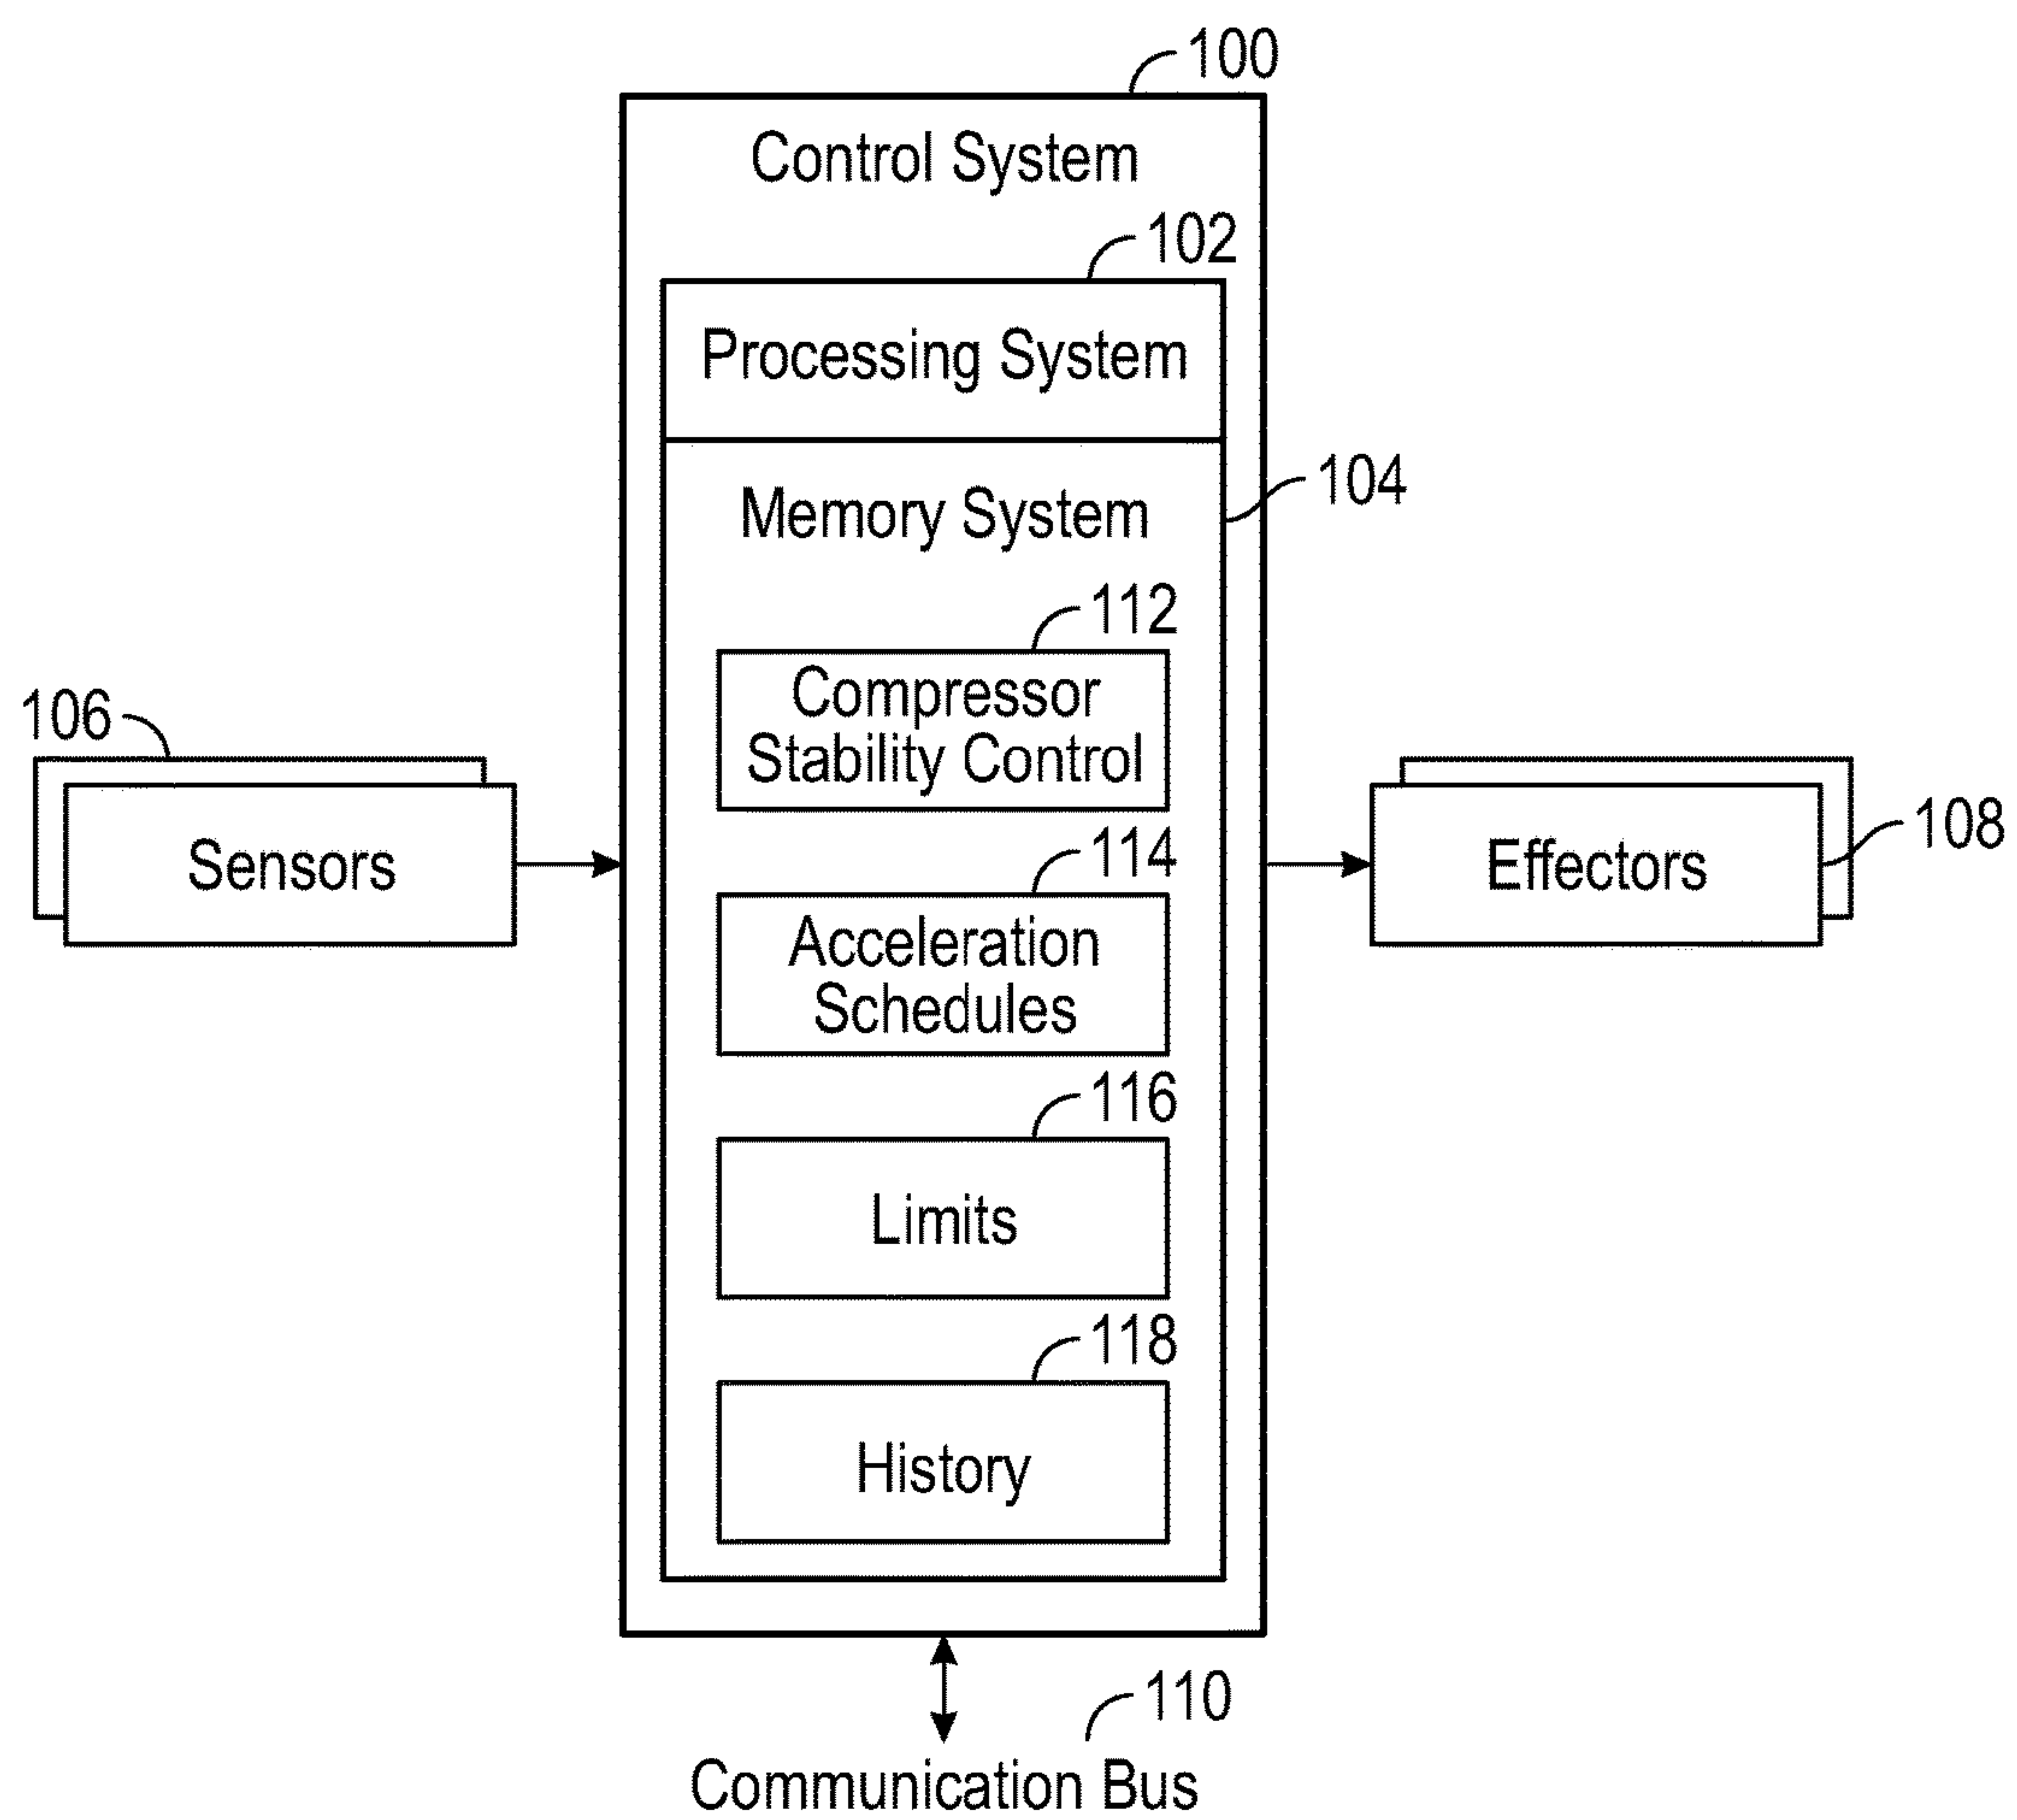 100
Control System
102
Processing System
104
Memory System
112
Compressor
Stability Control
106
Sensors
114
Acceleration
Schedules
108
Effectors
116
Limits
118
History
110
Communication Bus